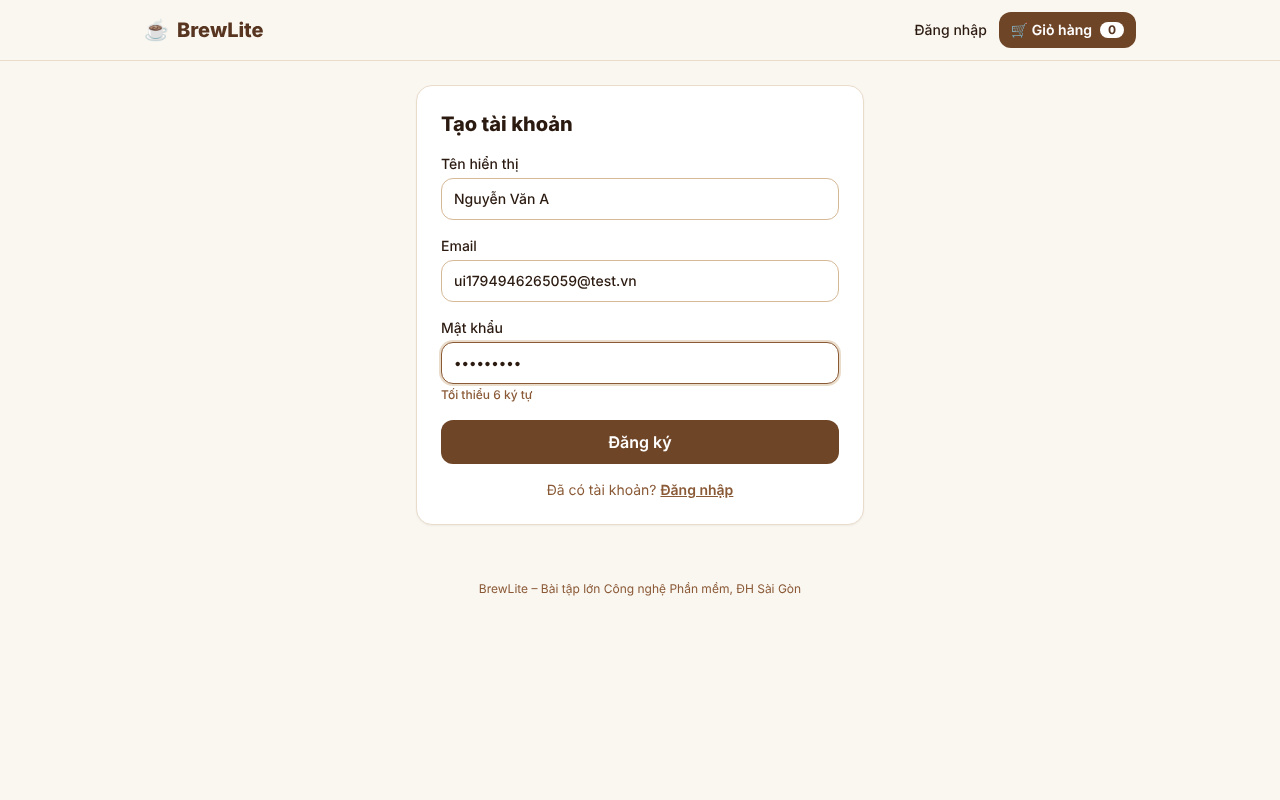 ☕ BrewLite
Đăng nhập
🛒 Giỏ hàng 0
Tạo tài khoản
Tên hiển thị
Nguyễn Văn A
Email
ui1794946265059@test.vn
Mật khẩu
•••••••••
Tối thiểu 6 ký tự
Đăng ký
Đã có tài khoản? Đăng nhập
BrewLite – Bài tập lớn Công nghệ Phần mềm, ĐH Sài Gòn